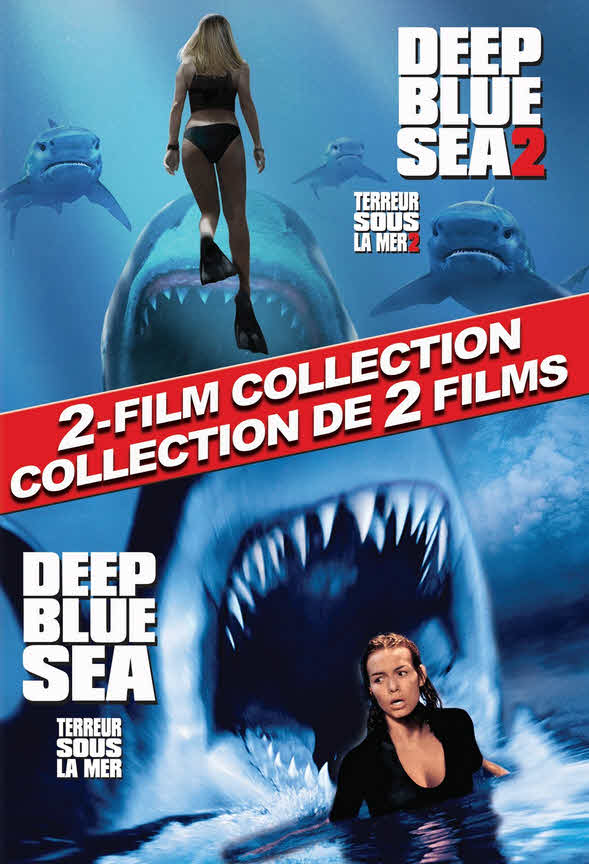 DEEP
BLUE
SEA2
TERREUR
SOUS
LA MER2
2-FILM COLLECTION
COLLECTION DE 2 FILMS
DEEP
BLUE
SEA
TERREUR
SOUS
LA MER